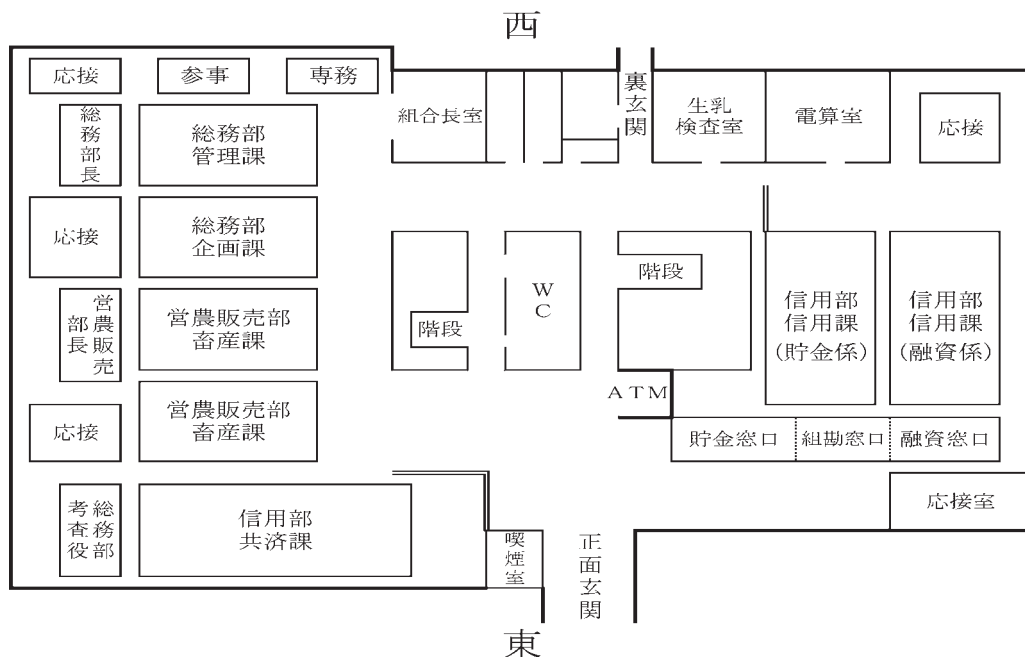 西
応接
参事
専務
総務部長
総務部
管理課
組合長室
裏玄関
生乳
検査室
電算室
応接
応接
総務部
企画課
階段
WC
階段
信用部
信用課
(貯金係)
信用部
信用課
(融資係)
営農販売
部長
営農販売部
畜産課
応接
営農販売部
畜産課
ATM
貯金窓口
組勘窓口
融資窓口
総務部
考査役
信用部
共済課
喫煙室
正面玄関
応接室
東